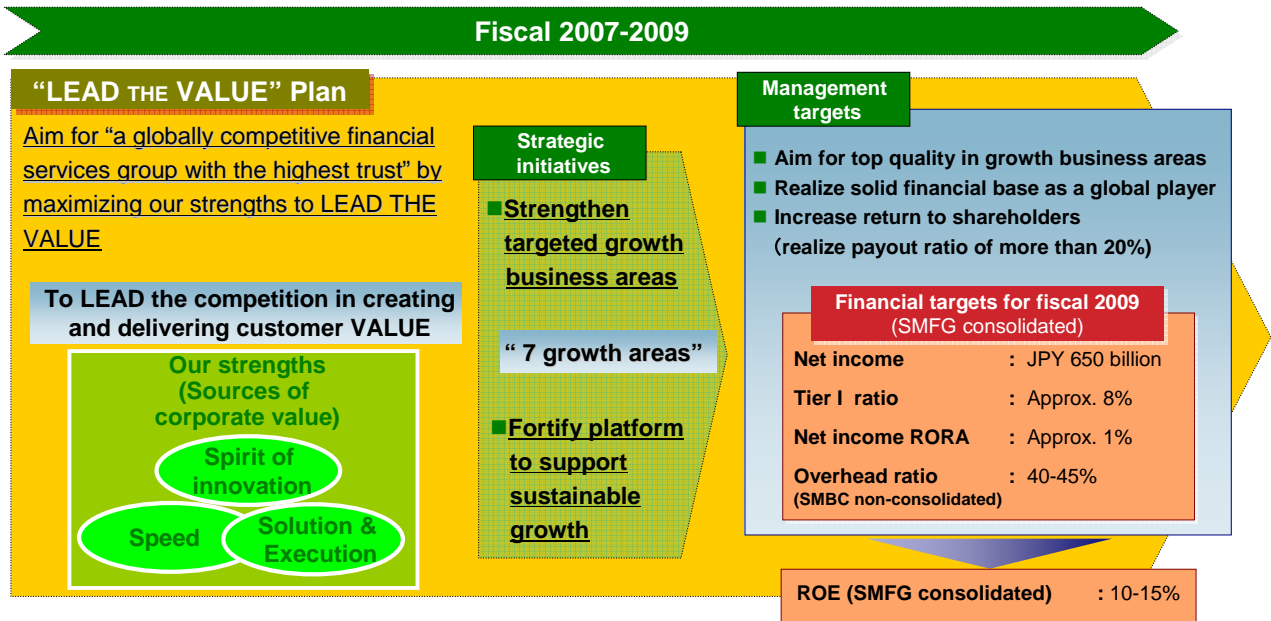 Fiscal 2007-2009
“LEAD THE VALUE” Plan
Aim for “a globally competitive financial
services group with the highest trust” by
maximizing our strengths to LEAD THE
VALUE
To LEAD the competition in creating
and delivering customer VALUE
Our strengths
(Sources of
corporate value)
Spirit of
innovation
Speed
Solution &
Execution
Strategic
initiatives
■Strengthen
targeted growth
business areas
“ 7 growth areas”
■Fortify platform
to support
sustainable
growth
Management
targets
■ Aim for top quality in growth business areas
■ Realize solid financial base as a global player
■ Increase return to shareholders
（realize payout ratio of more than 20%)
Financial targets for fiscal 2009
(SMFG consolidated)
Net income : JPY 650 billion
Tier I ratio : Approx. 8%
Net income RORA : Approx. 1%
Overhead ratio : 40-45%
(SMBC non-consolidated)
ROE (SMFG consolidated) : 10-15%